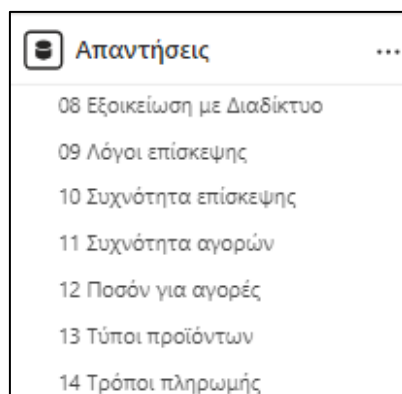 Απαντήσεις
08 Εξοικείωση με Διαδίκτυο
09 Λόγοι επίσκεψης
10 Συχνότητα επίσκεψης
11 Συχνότητα αγορών
12 Ποσόν για αγορές
13 Τύποι προϊόντων
14 Τρόποι πληρωμής